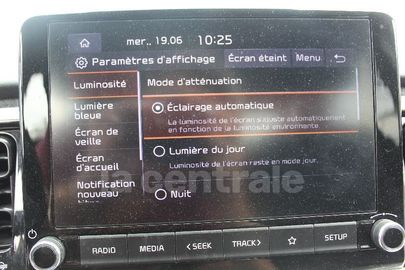 mer.. 19.06 10:25
Paramètres d'affichage Écran éteint Menu
Luminosité
Lumière
bleue
Écran de
veille
Écran
d'accueil
Notification
nouveau
Mode d'atténuation
Éclairage automatique
La luminosité de l'écran s'ajuste automatiquement
en fonction de la luminosité environnante.
Lumière du jour
Luminosité de l'écran reste en mode jour.
Nuit
la centrale
RADIO MEDIA < SEEK TRACK > SETUP